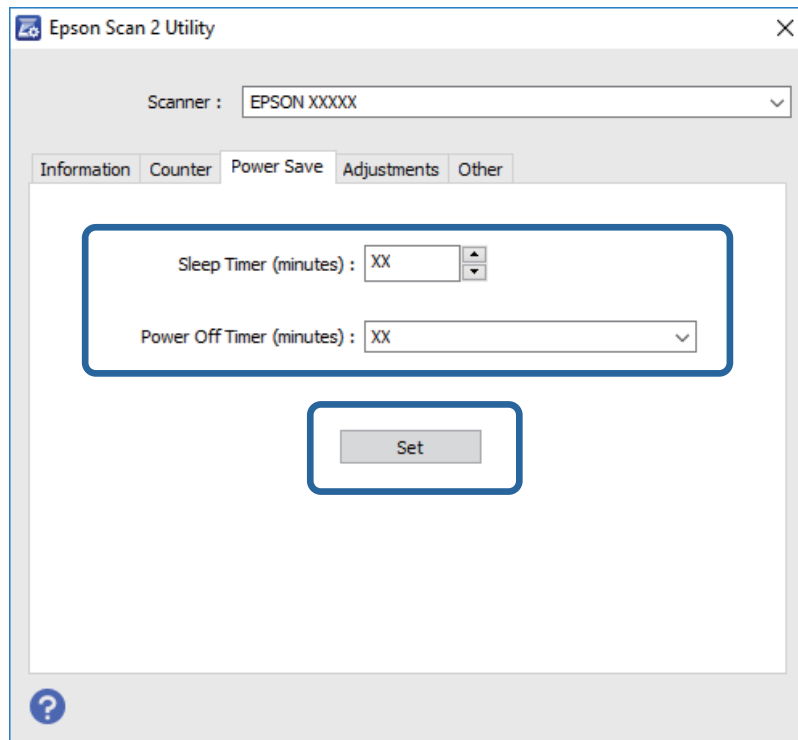 Epson Scan 2 Utility
Scanner : EPSON XXXXX
Information Counter Power Save Adjustments Other
Sleep Timer (minutes) : XX
Power Off Timer (minutes) : XX
Set
?